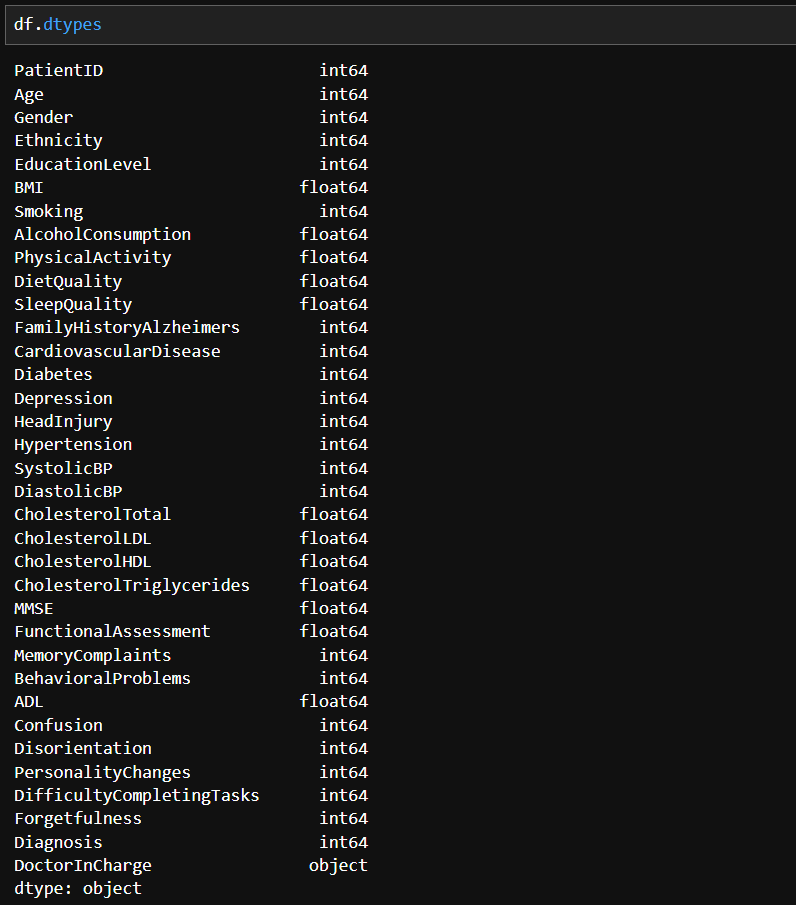 df.dtypes
PatientID int64
Age int64
Gender int64
Ethnicity int64
EducationLevel int64
BMI float64
Smoking int64
AlcoholConsumption float64
PhysicalActivity float64
DietQuality float64
SleepQuality float64
FamilyHistoryAlzheimers int64
CardiovascularDisease int64
Diabetes int64
Depression int64
HeadInjury int64
Hypertension int64
SystolicBP int64
DiastolicBP int64
CholesterolTotal float64
CholesterolLDL float64
CholesterolHDL float64
CholesterolTriglycerides float64
MMSE float64
FunctionalAssessment float64
MemoryComplaints int64
BehavioralProblems int64
ADL float64
Confusion int64
Disorientation int64
PersonalityChanges int64
DifficultyCompletingTasks int64
Forgetfulness int64
Diagnosis int64
DoctorInCharge object
dtype: object